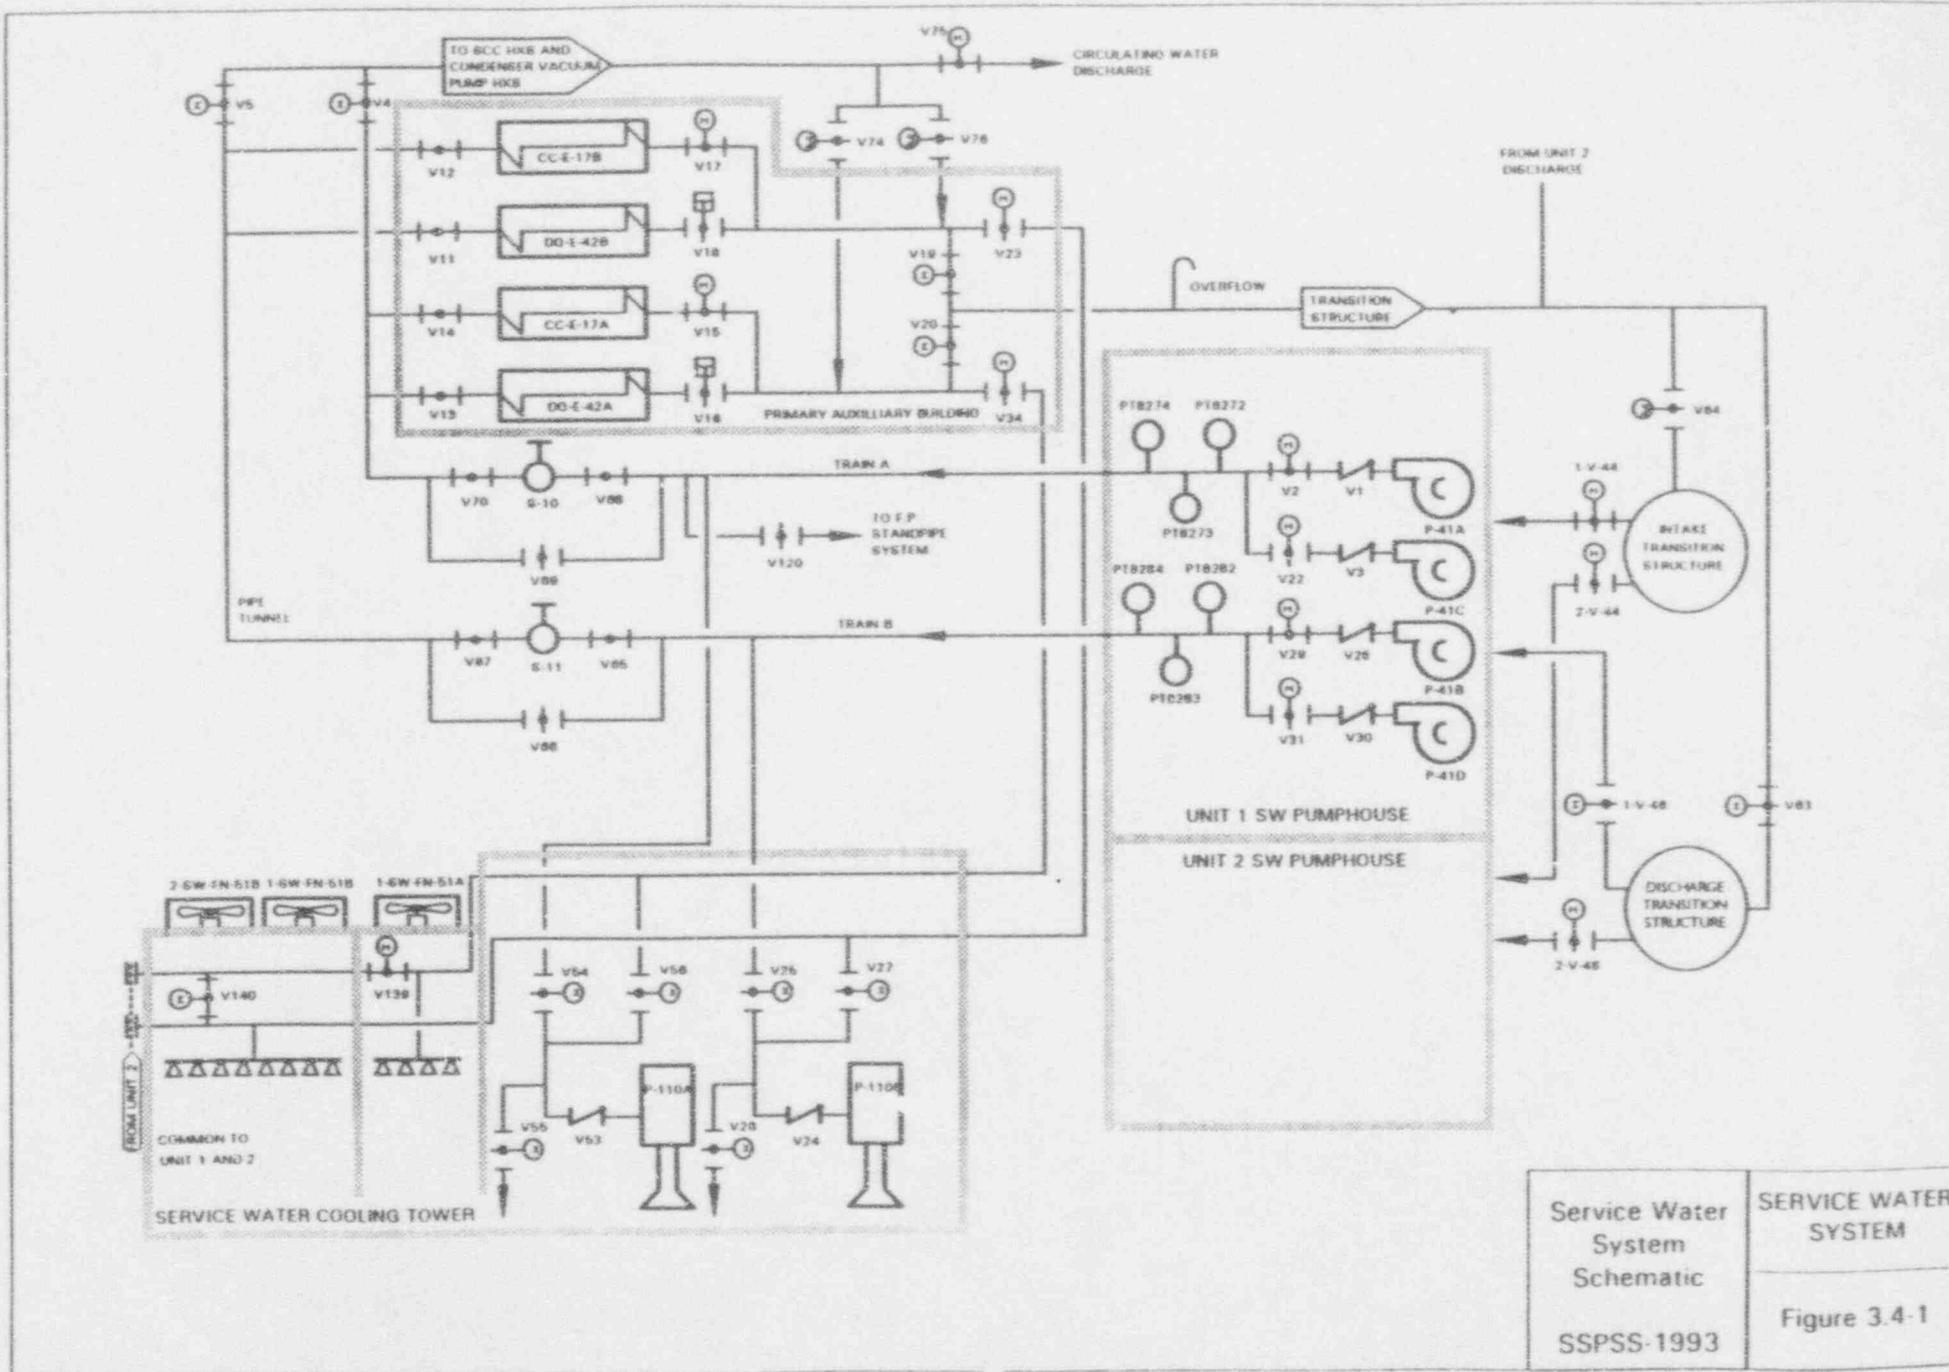 V75
TO SCC HXS AND
CONDENSER VACUUM
PUMP HXS
CIRCULATING WATER
DISCHARGE
V5
V4
V74
V76
CC-E-17B
V12
V17
FROM UNIT 2
DISCHARGE
DG-E-42B
V11
V18
V19
V23
OVERFLOW
TRANSITION
STRUCTURE
CC-E-17A
V14
V15
V20
DG-E-42A
V13
V16
PRIMARY AUXILLIARY BUILDING
V34
PT8274
PT8272
V84
TRAIN A
1-V-44
V70
S-10
V88
V2
V1
P-41A
INTAKE
TRANSITION
STRUCTURE
TO F.P.
STANDPIPE
SYSTEM
V120
PT8273
V89
PT8284
PT8282
V22
V3
P-41C
2-V-44
PIPE
TUNNEL
TRAIN B
V87
S-11
V85
V29
V28
P-41B
PT8283
V86
V31
V30
P-41D
UNIT 1 SW PUMPHOUSE
1-V-46
V83
UNIT 2 SW PUMPHOUSE
2-SW-FN-51B
1-SW-FN-51B
1-SW-FN-51A
DISCHARGE
TRANSITION
STRUCTURE
2-V-46
V54
V56
V25
V27
V140
V139
P-110A
FROM UNIT 2
V55
V53
V26
V24
COMMON TO
UNIT 1 AND 2
SERVICE WATER COOLING TOWER
Service Water
System
Schematic
SSPSS-1993
SERVICE WATER
SYSTEM
Figure 3.4-1